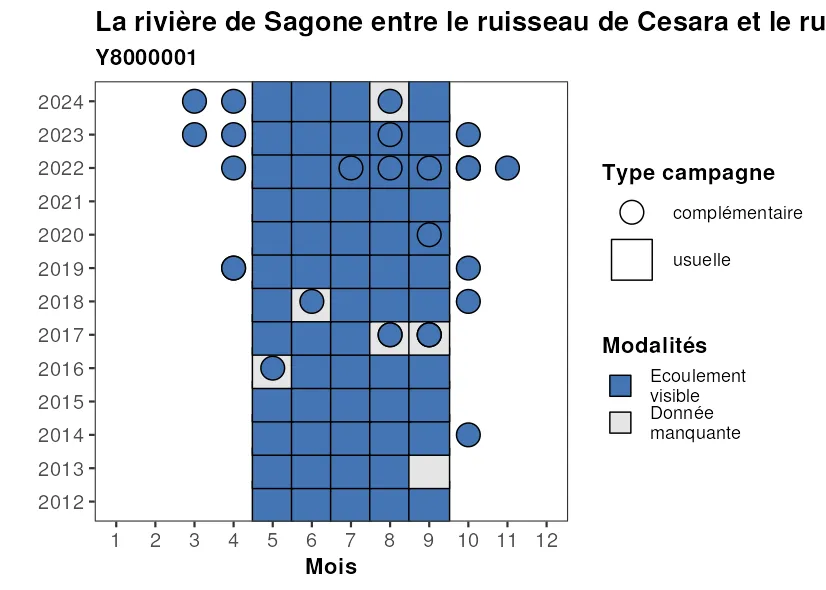 La rivière de Sagone entre le ruisseau de Cesara et le ru
Y8000001
2024
2023
2022
2021
2020
2019
2018
2017
2016
2015
2014
2013
2012
1 2 3 4 5 6 7 8 9 10 11 12
Mois
Type campagne
complémentaire
usuelle
Modalités
Ecoulement
visible
Donnée
manquante